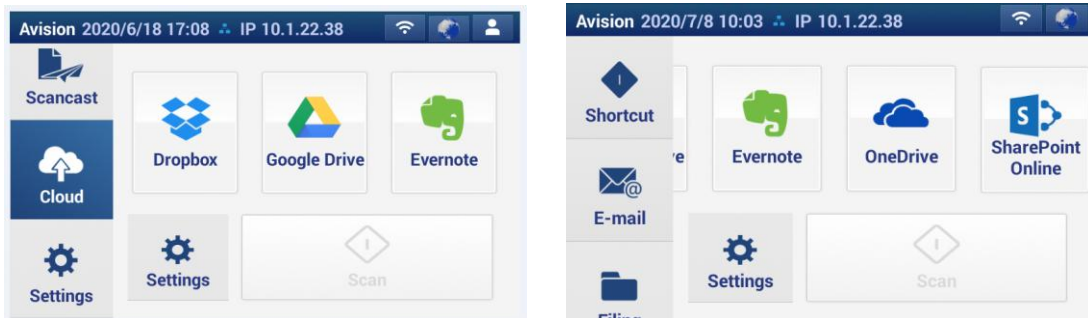 Avision 2020/6/18 17:08 IP 10.1.22.38
Scancast
Cloud
Settings
Dropbox
Google Drive
Evernote
Settings
Scan
Avision 2020/7/8 10:03 IP 10.1.22.38
Shortcut
E-mail
Filing
e
Evernote
OneDrive
S
SharePoint
Online
Settings
Scan